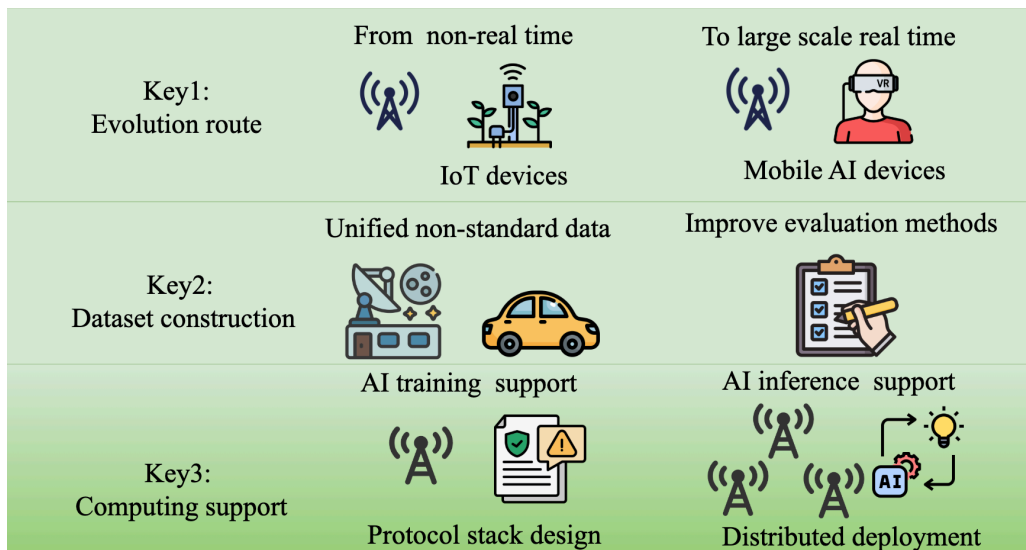 From non-real time
To large scale real time
Key1:
Evolution route
VR
IoT devices
Mobile AI devices
Unified non-standard data
Improve evaluation methods
Key2:
Dataset construction
AI training support
AI inference support
Key3:
Computing support
AI
Protocol stack design
Distributed deployment